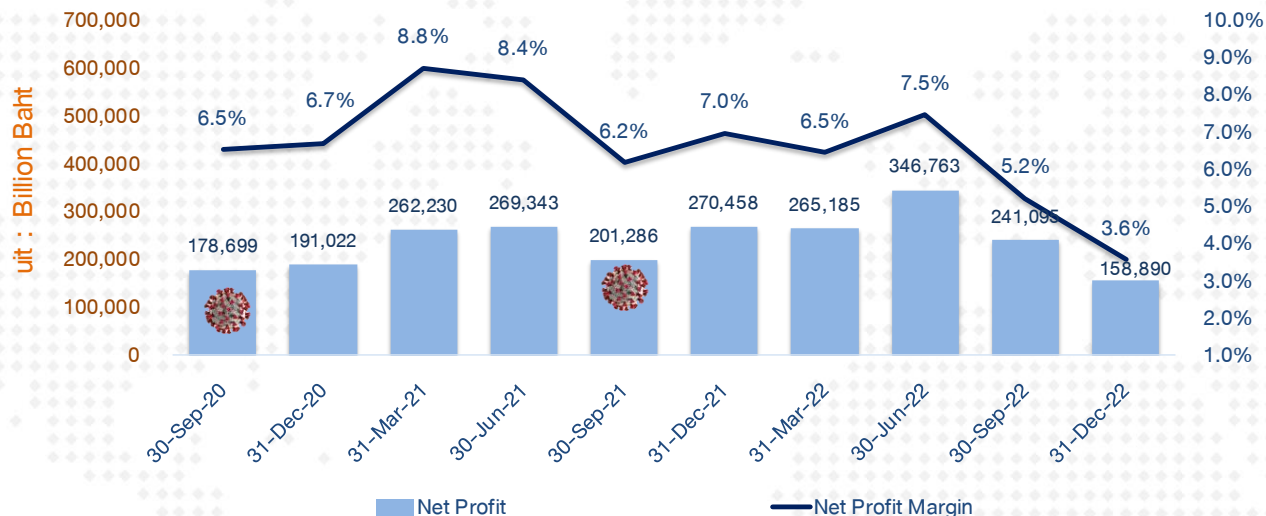 uit : Billion Baht
700,000
600,000
500,000
400,000
300,000
200,000
100,000
0
10.0%
9.0%
8.0%
7.0%
6.0%
5.0%
4.0%
3.0%
2.0%
1.0%
6.5%
6.7%
8.8%
8.4%
6.2%
7.0%
6.5%
7.5%
5.2%
3.6%
178,699
191,022
262,230
269,343
201,286
270,458
265,185
346,763
241,095
158,890
30-Sep-20
31-Dec-20
31-Mar-21
30-Jun-21
30-Sep-21
31-Dec-21
31-Mar-22
30-Jun-22
30-Sep-22
31-Dec-22
Net Profit
Net Profit Margin